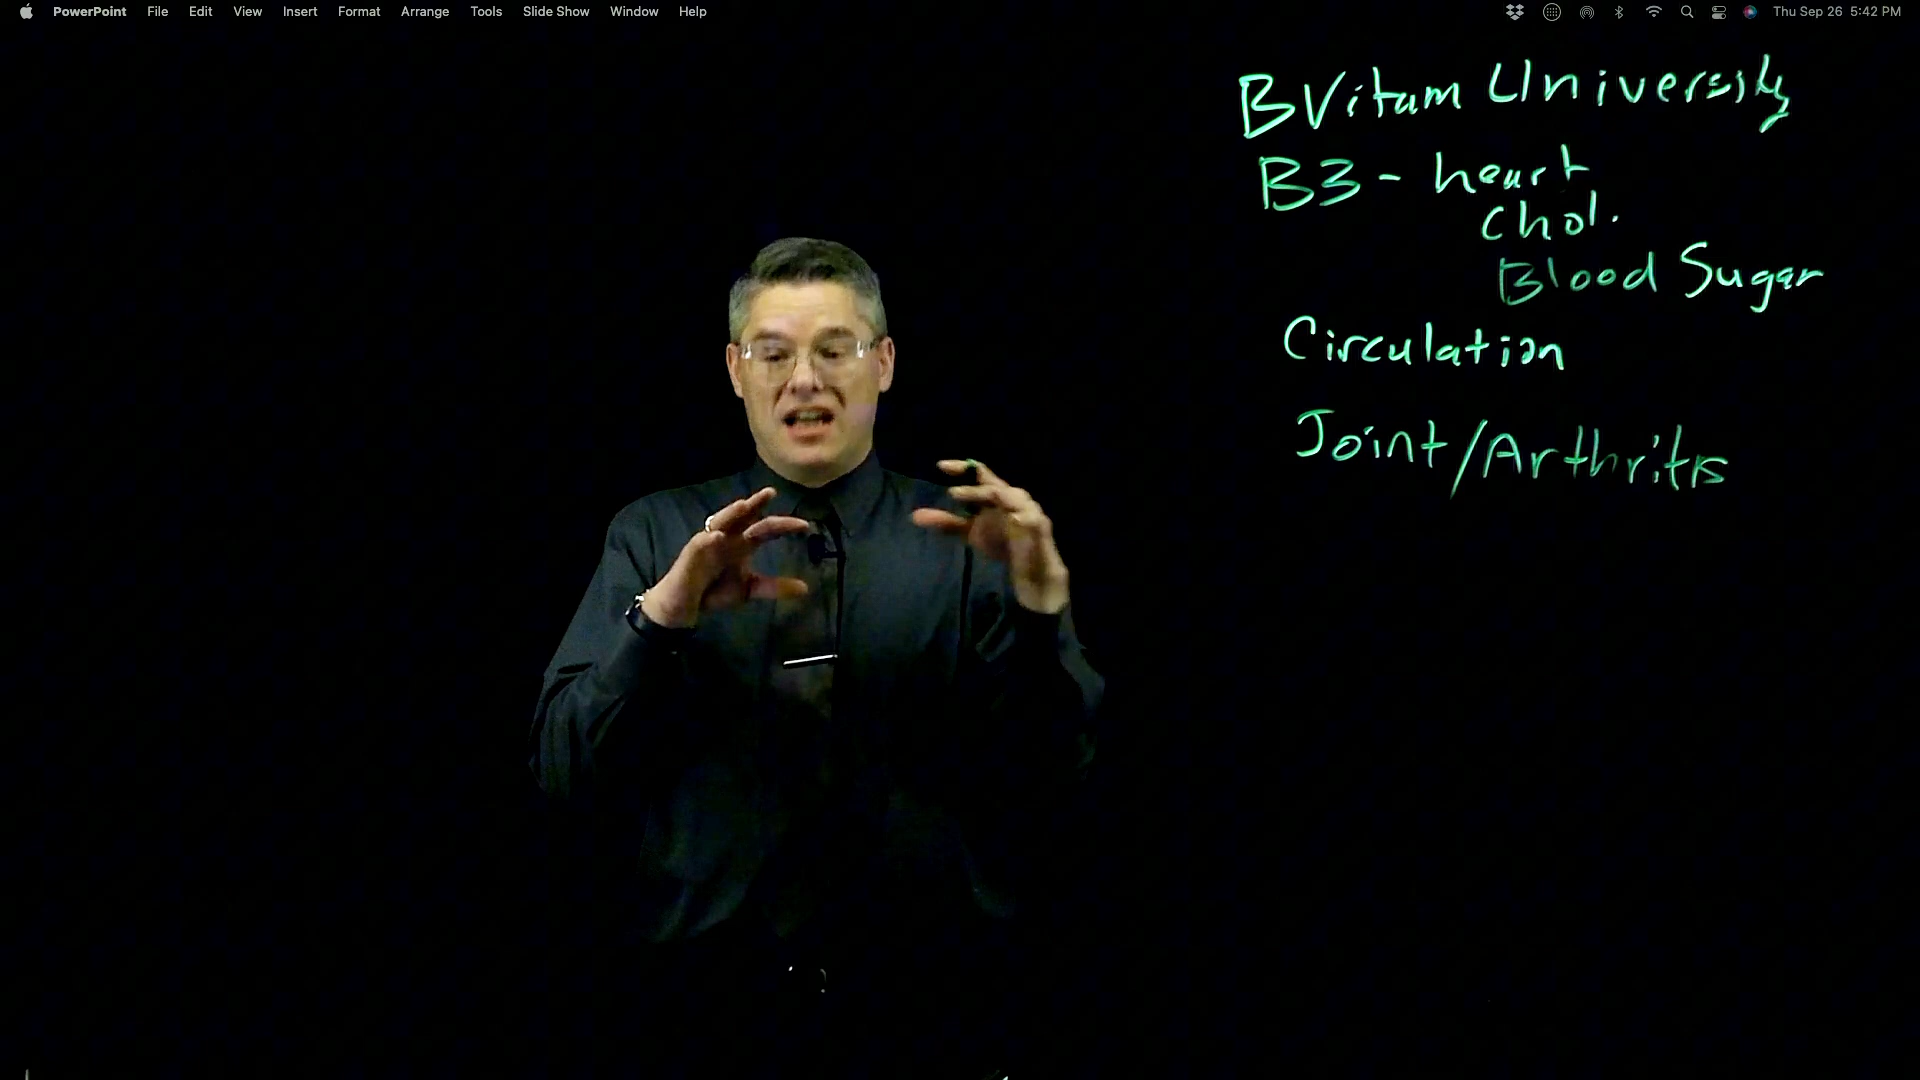 PowerPoint File Edit View Insert Format Arrange Tools Slide Show Window Help Thu Sep 26 5:42 PM
BVitam University
B3 - heart
Chol.
Blood Sugar
Circulation
Joint/Arthritis